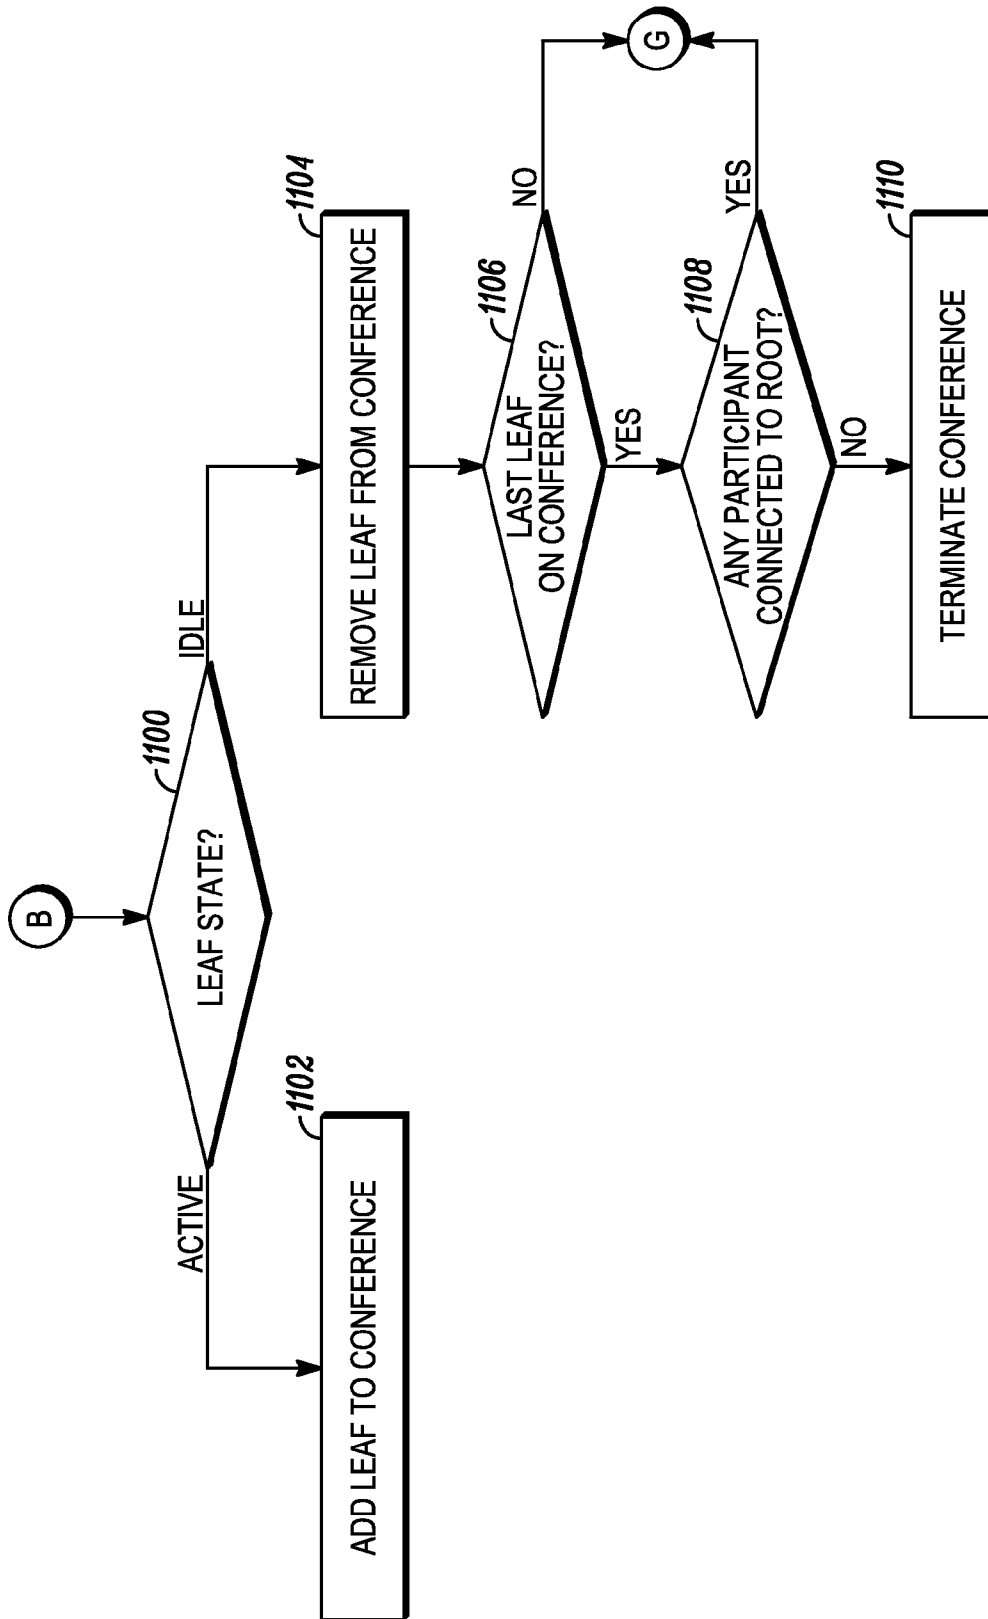 B
1100
LEAF STATE?
ACTIVE
IDLE
1102
ADD LEAF TO CONFERENCE
1104
REMOVE LEAF FROM CONFERENCE
1106
LAST LEAF
ON CONFERENCE?
NO
YES
G
1108
ANY PARTICIPANT
CONNECTED TO ROOT?
YES
NO
1110
TERMINATE CONFERENCE